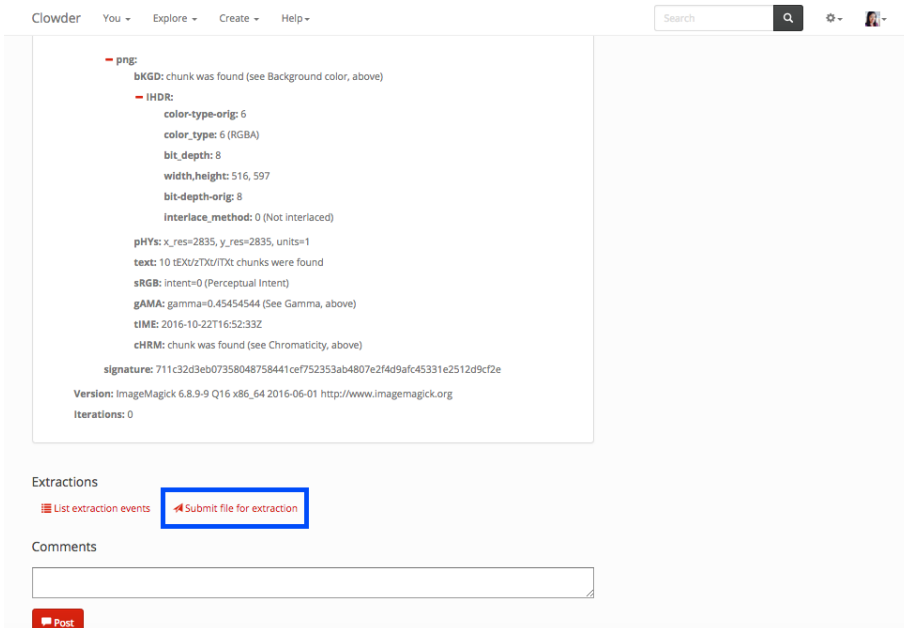 Clowder You Explore Create Help Search
png:
bKGD: chunk was found (see Background color, above)
IHDR:
color-type-orig: 6
color_type: 6 (RGBA)
bit_depth: 8
width,height: 516, 597
bit-depth-orig: 8
interlace_method: 0 (Not interlaced)
pHYs: x_res=2835, y_res=2835, units=1
text: 10 tEXt/zTXt/iTXt chunks were found
sRGB: intent=0 (Perceptual Intent)
gAMA: gamma=0.45454544 (See Gamma, above)
tIME: 2016-10-22T16:52:33Z
cHRM: chunk was found (see Chromaticity, above)
signature: 711c32d3eb07358048758441cef752353ab4807e2f4d9afc45331e2512d9cf2e
Version: ImageMagick 6.8.9-9 Q16 x86_64 2016-06-01 http://www.imagemagick.org
Iterations: 0
Extractions
List extraction events Submit file for extraction
Comments
Post